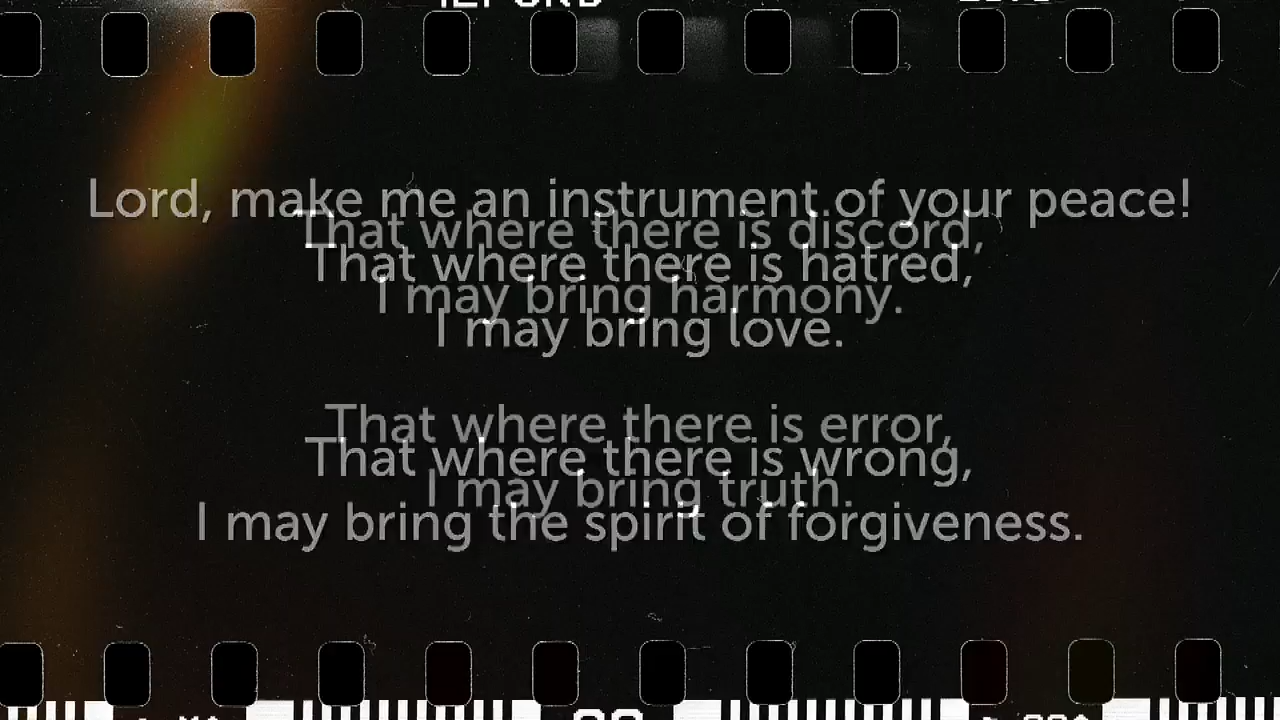 Lord, make me an instrument of your peace!
That where there is discord,
That where there is hatred,
I may bring harmony.
I may bring love.
That where there is error,
That where there is wrong,
I may bring truth.
I may bring the spirit of forgiveness.